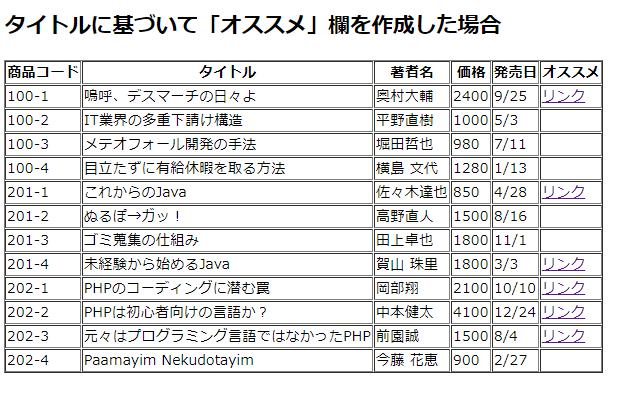 タイトルに基づいて「オススメ」欄を作成した場合
商品コード タイトル 著者名 価格 発売日 オススメ
100-1 嗚呼、デスマーチの日々よ 奥村大輔 2400 9/25 リンク
100-2 IT業界の多重下請け構造 平野直樹 1000 5/3
100-3 メテオフォール開発の手法 堀田哲也 980 7/11
100-4 目立たずに有給休暇を取る方法 横島 文代 1280 1/13
201-1 これからのJava 佐々木達也 850 4/28 リンク
201-2 ぬるぽ→ガッ！ 高野直人 1500 8/16
201-3 ゴミ蒐集の仕組み 田上卓也 1800 11/1
201-4 未経験から始めるJava 賀山 珠里 1800 3/3 リンク
202-1 PHPのコーディングに潜む罠 岡部翔 2100 10/10 リンク
202-2 PHPは初心者向けの言語か？ 中本健太 4100 12/24 リンク
202-3 元々はプログラミング言語ではなかったPHP 前園誠 1500 8/4 リンク
202-4 Paamayim Nekudotayim 今藤 花恵 900 2/27